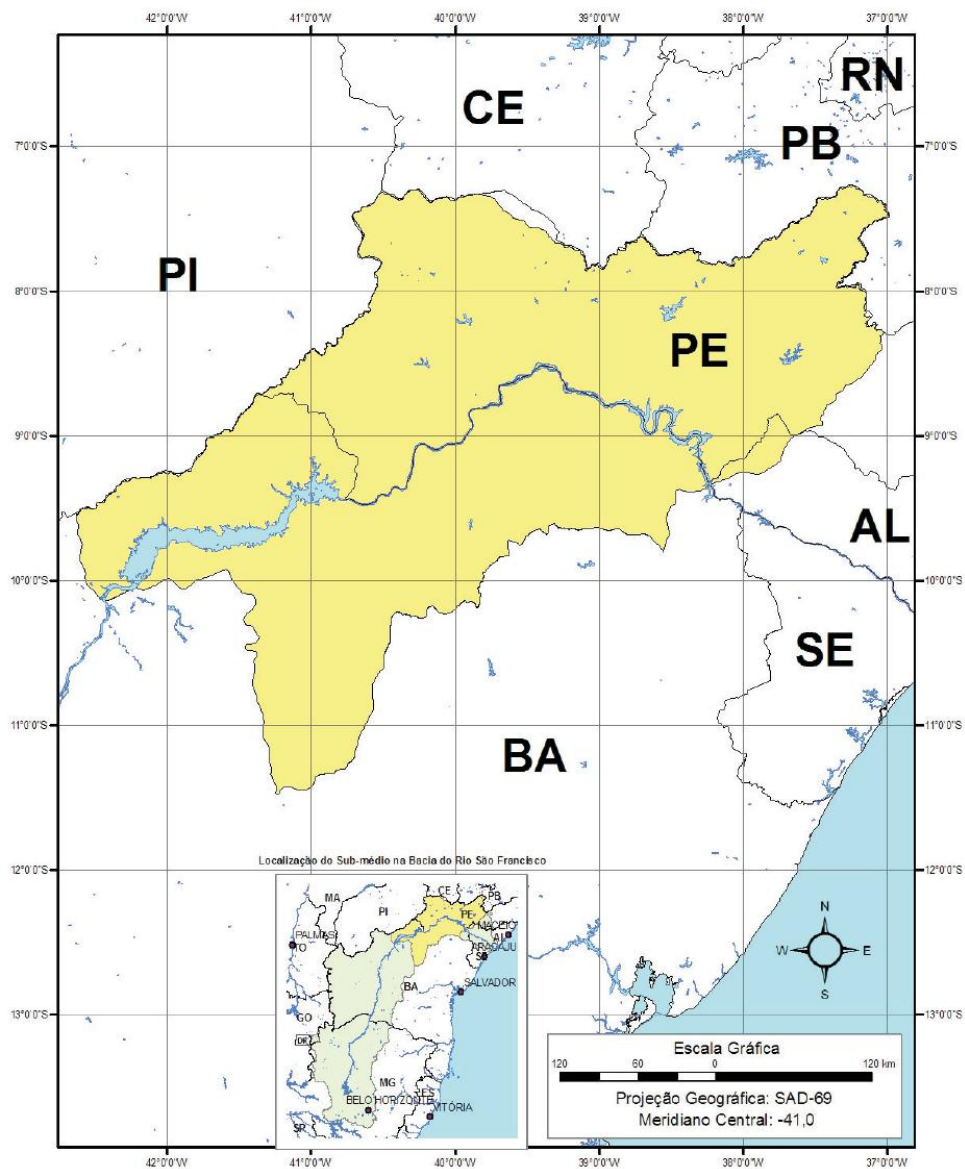 42°0'0"W 41°0'0"W 40°0'0"W 39°0'0"W 38°0'0"W 37°0'0"W
RN
CE
PB
7°0'0"S 7°0'0"S
PI
8°0'0"S 8°0'0"S
PE
9°0'0"S 9°0'0"S
AL
10°0'0"S 10°0'0"S
SE
11°0'0"S 11°0'0"S
BA
12°0'0"S 12°0'0"S
Localização do Sub-médio na Bacia do Rio São Francisco
MA CE PB
PI PE
MACEIÓ
PALMAS AL
TO ARACAJU
SE
BA
SALVADOR
GO
DF
MG
ES
BELO HORIZONTE VITÓRIA
SP
N
W E
S
13°0'0"S 13°0'0"S
Escala Gráfica
120 60 0 120 km
Projeção Geográfica: SAD-69
Meridiano Central: -41,0
42°0'0"W 41°0'0"W 40°0'0"W 39°0'0"W 38°0'0"W 37°0'0"W